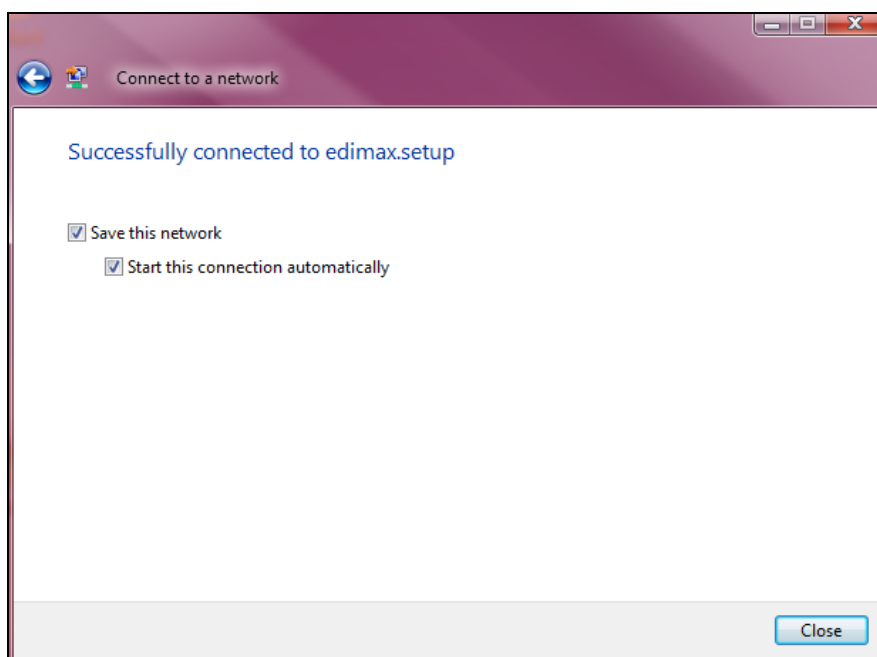 Connect to a network
Successfully connected to edimax.setup
Save this network
Start this connection automatically
Close